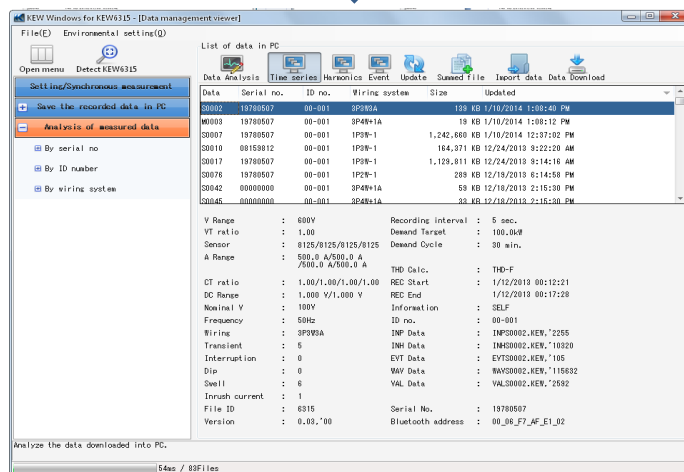 KEW Windows for KEW6315 - [Data management viewer]
File(F) Environmental setting(O)
Open menu Detect KEW6315
Setting/Synchronous measurement
Save the recorded data in PC
Analysis of measured data
By serial no
By ID number
By wiring system
List of data in PC
Data Analysis Time series Harmonics Event Update Summed file Import data Data Download
Data Serial no. ID no. Wiring system Size Updated
S0002 19780507 00-001 3P3W3A 139 KB 1/10/2014 1:08:40 PM
M0003 19780507 00-001 3P4W+1A 19 KB 1/10/2014 1:08:12 PM
S0007 19780507 00-001 1P3W-1 1,242,660 KB 1/10/2014 12:37:02 PM
S0010 08159812 00-001 1P3W-1 164,371 KB 12/24/2013 9:22:20 AM
S0017 19780507 00-001 1P3W-1 1,129,811 KB 12/24/2013 9:14:16 AM
S0076 19780507 00-001 1P2W-1 289 KB 12/19/2013 6:14:58 PM
S0042 00000000 00-001 3P4W+1A 59 KB 12/18/2013 2:15:30 PM
S0045 00000000 00-001 3P4W+1A 33 KB 12/18/2013 2:15:30 PM
V Range : 600V Recording interval : 5 sec.
VT ratio : 1.00 Demand Target : 100.0kW
Sensor : 8125/8125/8125/8125 Demand Cycle : 30 min.
A Range : 500.0 A/500.0 A
/500.0 A/500.0 A THD Calc. : THD-F
CT ratio : 1.00/1.00/1.00/1.00 REC Start : 1/12/2013 00:12:21
DC Range : 1.000 V/1.000 V REC End 1/12/2013 00:17:28
Nominal V : 100V Information : SELF
Frequency : 50Hz ID no. : 00-001
Wiring : 3P3W3A INP Data : INPS0002.KEW,'2255
Transient : 5 INH Data : INHS0002.KEW,'10320
Interruption : 0 EVT Data : EVTS0002.KEW,'105
Dip : 0 WAV Data : WAVS0002.KEW,'115632
Swell : 6 VAL Data : VALS0002.KEW,'2592
Inrush current : 1
File ID : 6315 Serial No. : 19780507
Version : 0.03,'00 Bluetooth address : 00_06_F7_AF_E1_02
Analyze the data downloaded into PC.
54ms / 83Files